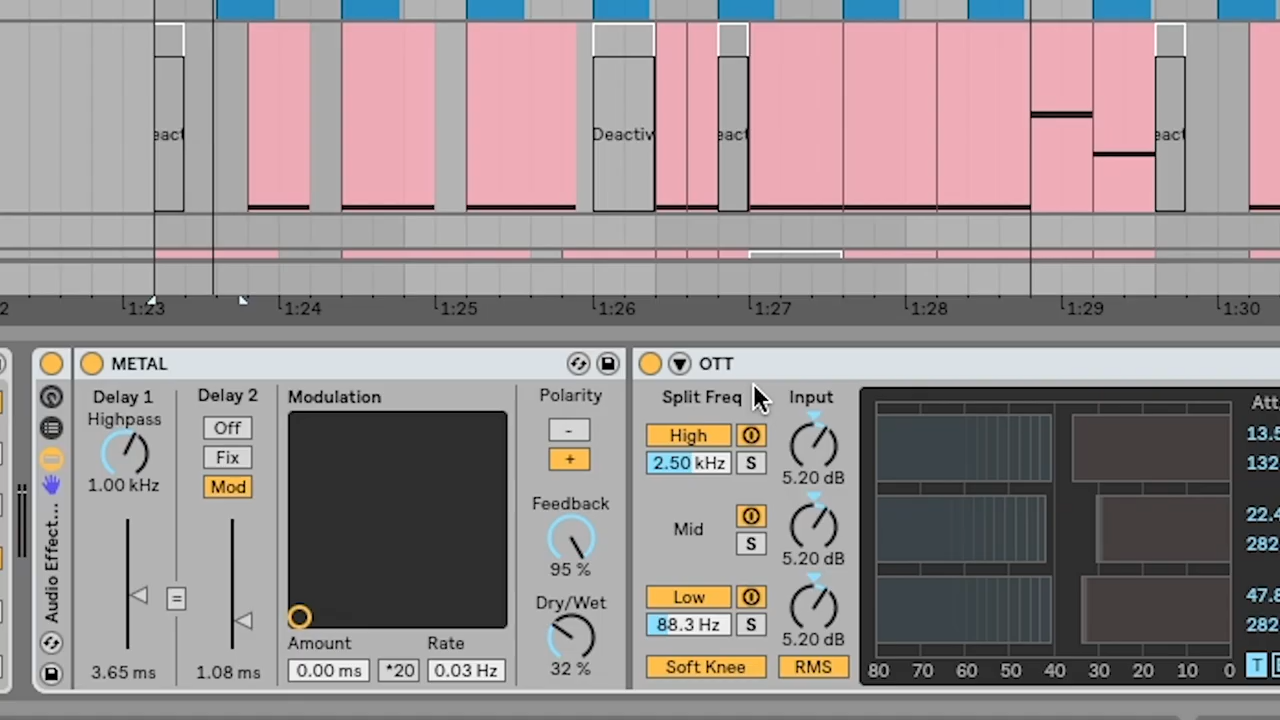 eact
Deactiv
eact
eact
2
1:23
1:24
1:25
1:26
1:27
1:28
1:29
1:30
METAL
OTT
Delay 1
Delay 2
Modulation
Polarity
Split Freq
Input
Att
Highpass
Off
-
High
13.5
1.00 kHz
Fix
+
2.50 kHz
S
5.20 dB
132
Mod
Feedback
Mid
22.4
S
5.20 dB
282
95 %
Audio Effect...
=
Dry/Wet
Low
47.8
88.3 Hz
S
5.20 dB
282
Amount
Rate
3.65 ms
1.08 ms
0.00 ms
*20
0.03 Hz
32 %
Soft Knee
RMS
80
70
60
50
40
30
20
10
0
T